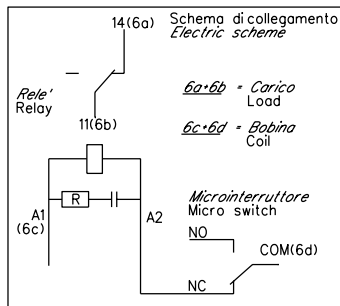 14(6a)
Schema di collegamento
Electric scheme
Rele'
Relay
6a+6b = Carico
Load
11(6b)
6c+6d = Bobina
Coil
R
A1
(6c)
A2
Microinterruttore
Micro switch
NO
COM(6d)
NC